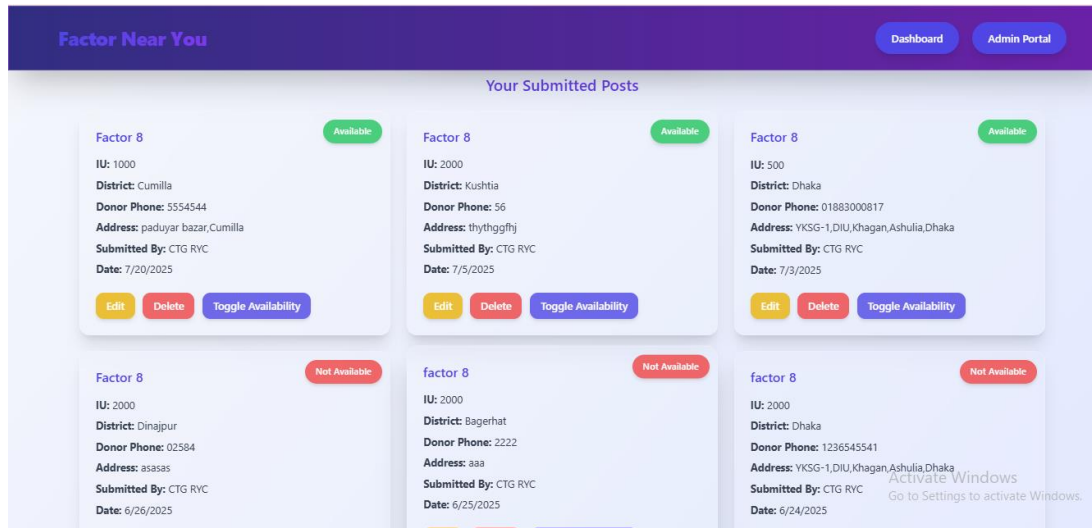 Factor Near You
Dashboard
Admin Portal
Your Submitted Posts
Factor 8
Available
IU: 1000
District: Cumilla
Donor Phone: 5554544
Address: paduyar bazar,Cumilla
Submitted By: CTG RYC
Date: 7/20/2025
Edit
Delete
Toggle Availability
Factor 8
Available
IU: 2000
District: Kushtia
Donor Phone: 56
Address: thythggfhj
Submitted By: CTG RYC
Date: 7/5/2025
Edit
Delete
Toggle Availability
Factor 8
Available
IU: 500
District: Dhaka
Donor Phone: 01883000817
Address: YKSG-1,DIU,Khagan,Ashulia,Dhaka
Submitted By: CTG RYC
Date: 7/3/2025
Edit
Delete
Toggle Availability
Factor 8
Not Available
IU: 2000
District: Dinajpur
Donor Phone: 02584
Address: asasas
Submitted By: CTG RYC
Date: 6/26/2025
factor 8
Not Available
IU: 2000
District: Bagerhat
Donor Phone: 2222
Address: aaa
Submitted By: CTG RYC
Date: 6/25/2025
factor 8
Not Available
IU: 2000
District: Dhaka
Donor Phone: 1236545541
Address: YKSG-1,DIU,Khagan,Ashulia,Dhaka
Submitted By: CTG RYC
Date: 6/24/2025
Activate Windows
Go to Settings to activate Windows.